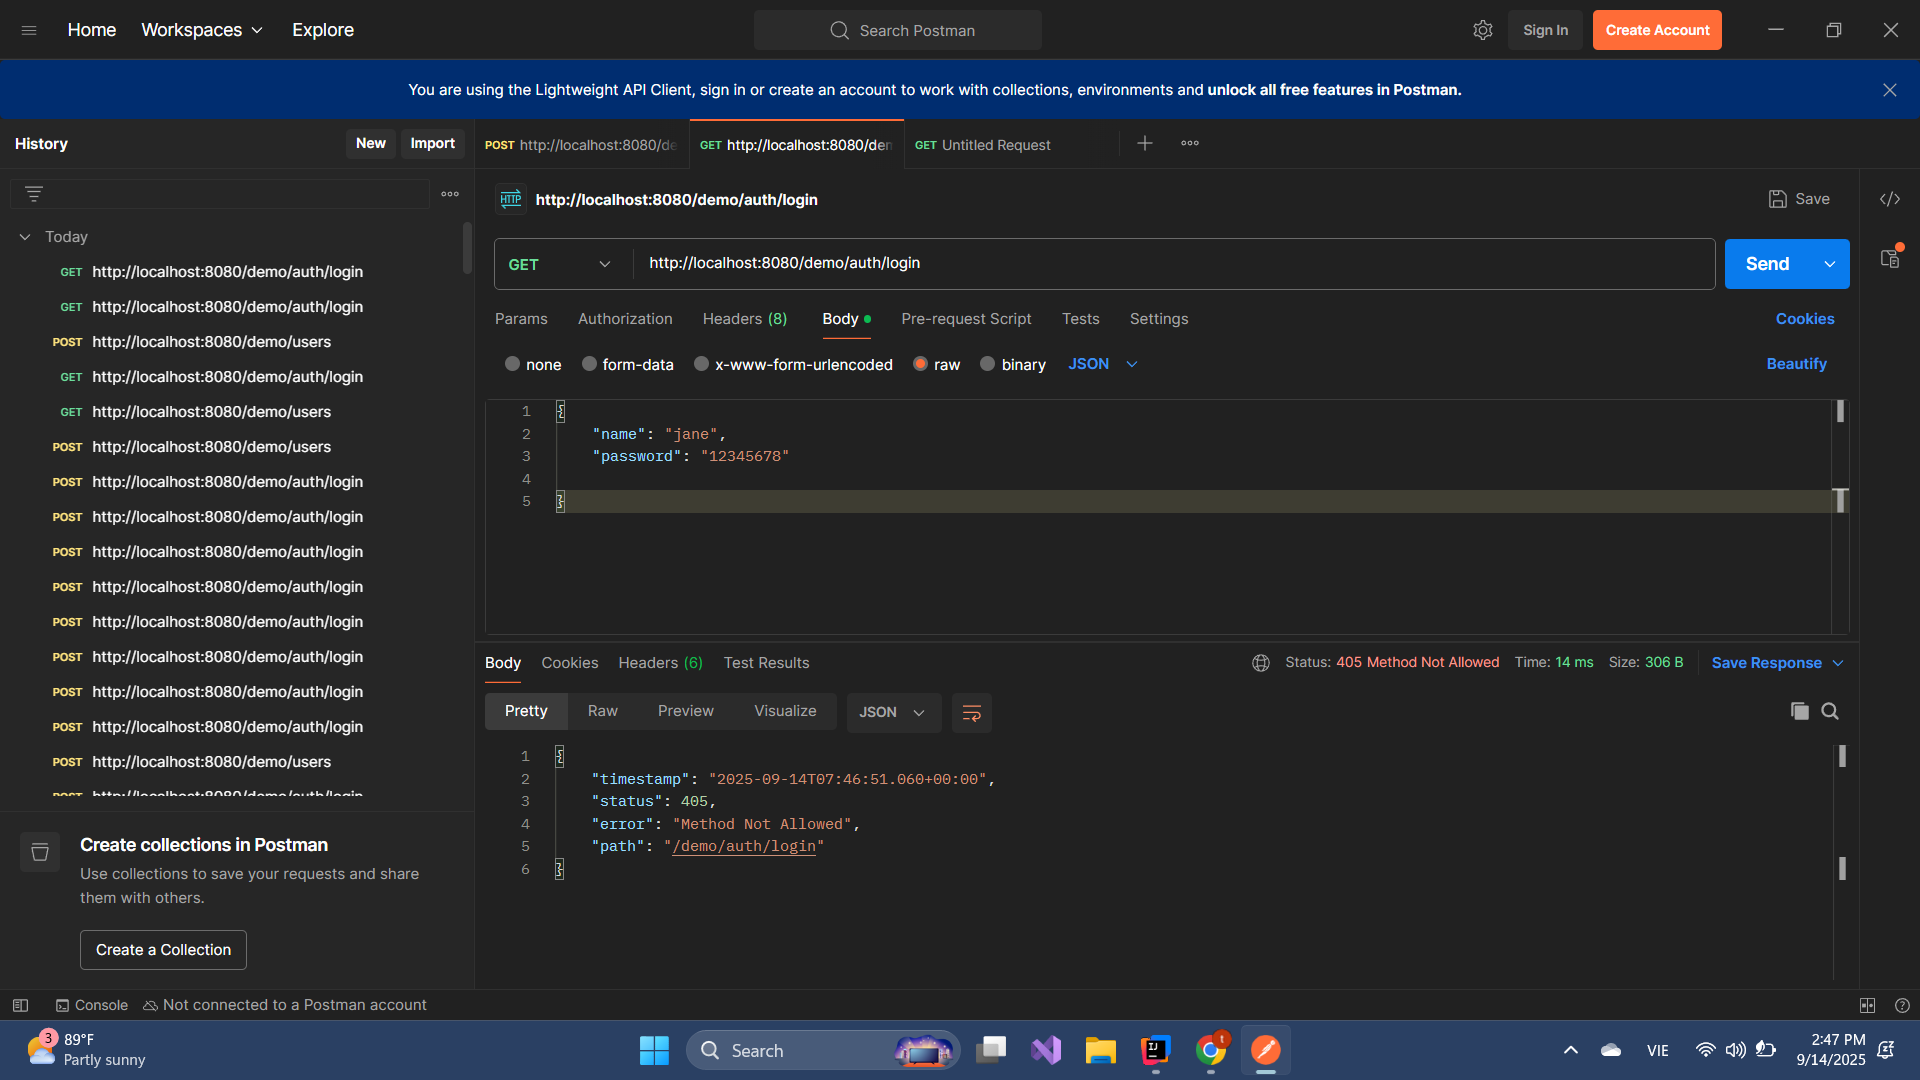 Home Workspaces Explore Search Postman Sign In Create Account
You are using the Lightweight API Client, sign in or create an account to work with collections, environments and unlock all free features in Postman.
History New Import
POST http://localhost:8080/de GET http://localhost:8080/den GET Untitled Request
HTTP http://localhost:8080/demo/auth/login Save
Today
GET http://localhost:8080/demo/auth/login
GET http://localhost:8080/demo/auth/login
POST http://localhost:8080/demo/users
GET http://localhost:8080/demo/auth/login
GET http://localhost:8080/demo/users
POST http://localhost:8080/demo/users
POST http://localhost:8080/demo/auth/login
POST http://localhost:8080/demo/auth/login
POST http://localhost:8080/demo/auth/login
POST http://localhost:8080/demo/auth/login
POST http://localhost:8080/demo/auth/login
POST http://localhost:8080/demo/auth/login
POST http://localhost:8080/demo/auth/login
POST http://localhost:8080/demo/auth/login
POST http://localhost:8080/demo/users
POST http://localhost:8080/demo/auth/login
Create collections in Postman
Use collections to save your requests and share
them with others.
Create a Collection
GET http://localhost:8080/demo/auth/login Send
Params Authorization Headers (8) Body Pre-request Script Tests Settings Cookies
none form-data x-www-form-urlencoded raw binary JSON Beautify
1 {
2 "name": "jane",
3 "password": "12345678"
4
5 }
Body Cookies Headers (6) Test Results Status: 405 Method Not Allowed Time: 14 ms Size: 306 B Save Response
Pretty Raw Preview Visualize JSON
1 {
2 "timestamp": "2025-09-14T07:46:51.060+00:00",
3 "status": 405,
4 "error": "Method Not Allowed",
5 "path": "/demo/auth/login"
6 }
Console Not connected to a Postman account
3 89°F
Partly sunny
Search
IJ
t
VIE
2:47 PM
9/14/2025